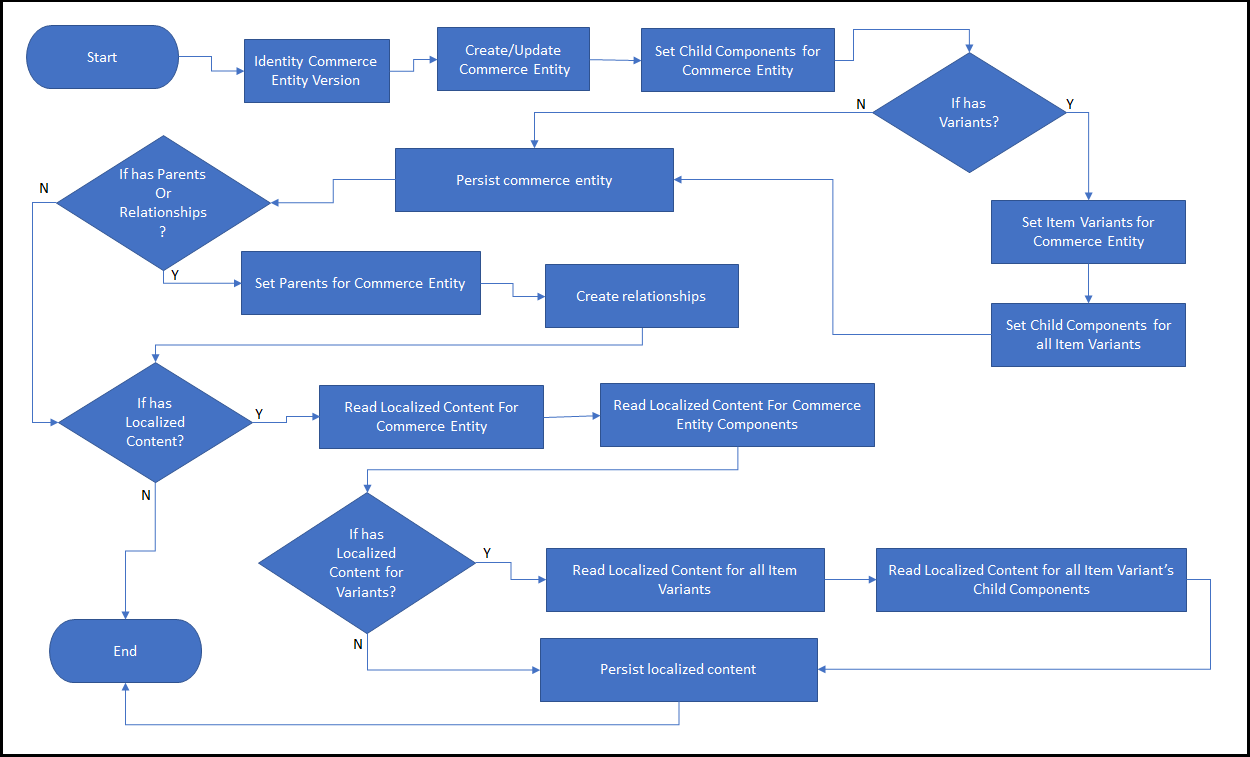 Start
Identity Commerce
Entity Version
Create/Update
Commerce Entity
Set Child Components for
Commerce Entity
If has
Variants?
N
Y
Persist commerce entity
If has Parents
Or
Relationships
?
N
Y
Set Item Variants for
Commerce Entity
Set Parents for Commerce Entity
Create relationships
Set Child Components for
all Item Variants
If has
Localized
Content?
Y
N
Read Localized Content For
Commerce Entity
Read Localized Content For Commerce
Entity Components
If has
Localized
Content for
Variants?
Y
N
Read Localized Content for all Item
Variants
Read Localized Content for all Item Variant’s
Child Components
End
Persist localized content